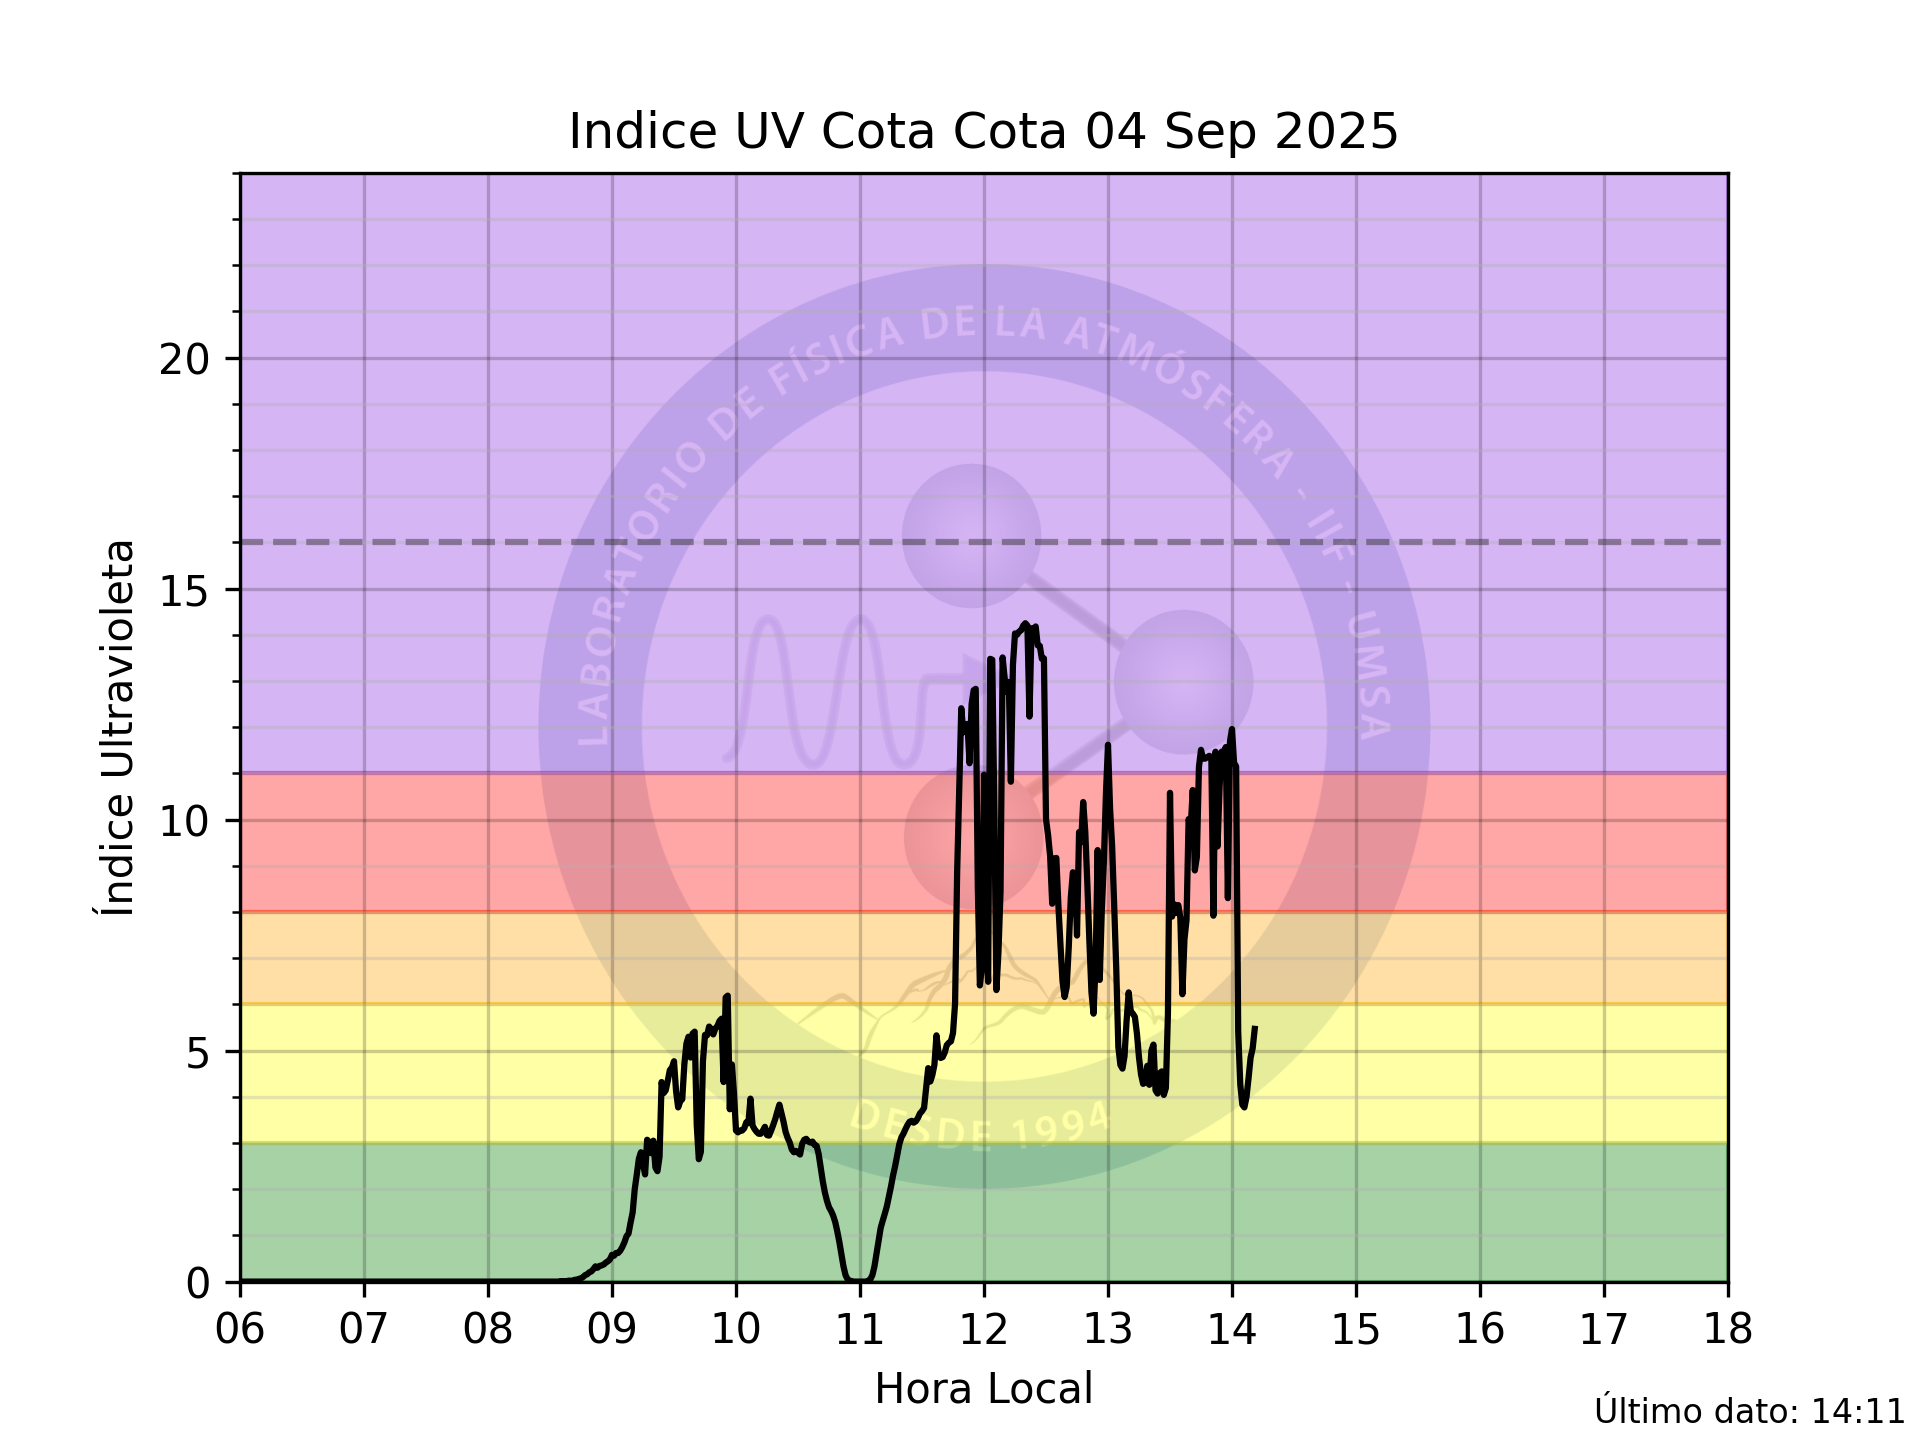 Indice UV Cota Cota 04 Sep 2025
LABORATORIO DE FÍSICA DE LA ATMÓSFERA - IIF - UMSA
DESDE 1994
Índice Ultravioleta
20
15
10
5
0
06 07 08 09 10 11 12 13 14 15 16 17 18
Hora Local
Último dato: 14:11